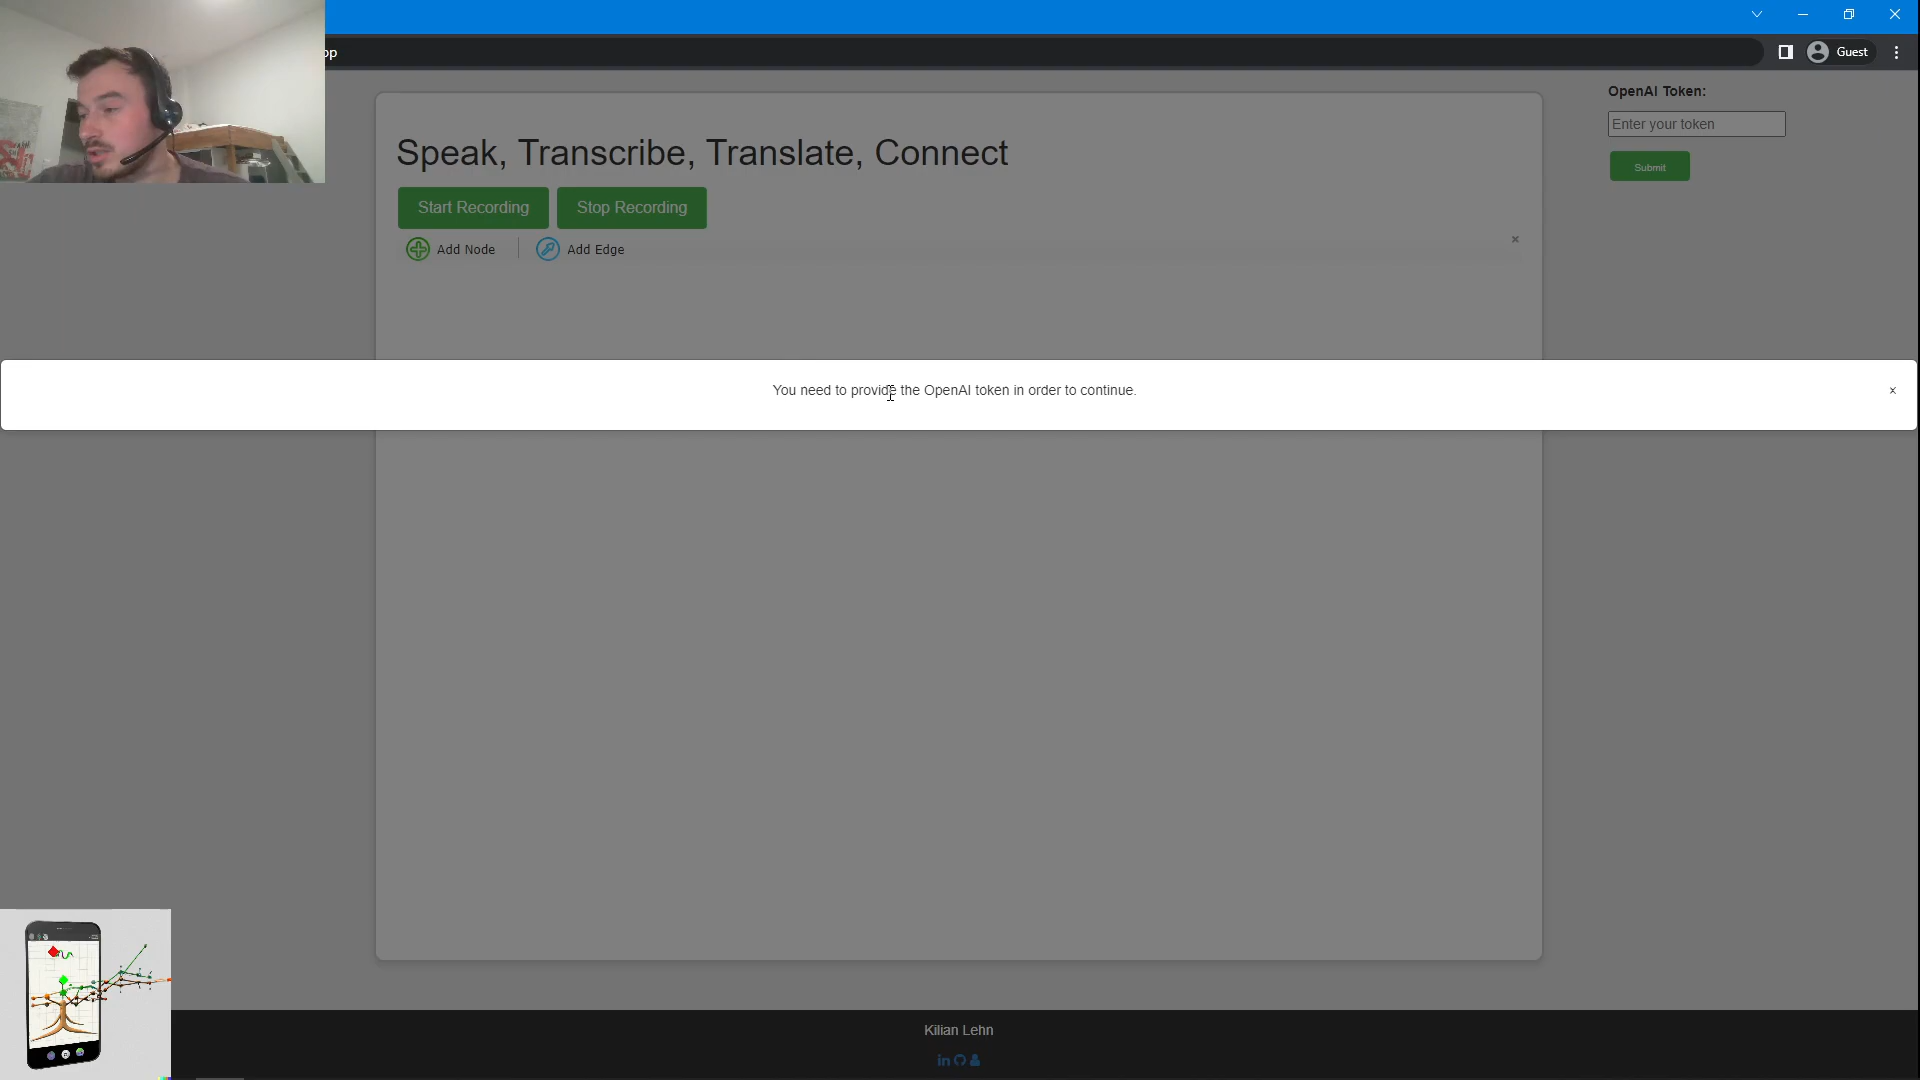 op
Guest
OpenAI Token:
Enter your token
Submit
Speak, Transcribe, Translate, Connect
Start Recording
Stop Recording
Add Node
Add Edge
You need to provide the OpenAI token in order to continue.
Kilian Lehn
in